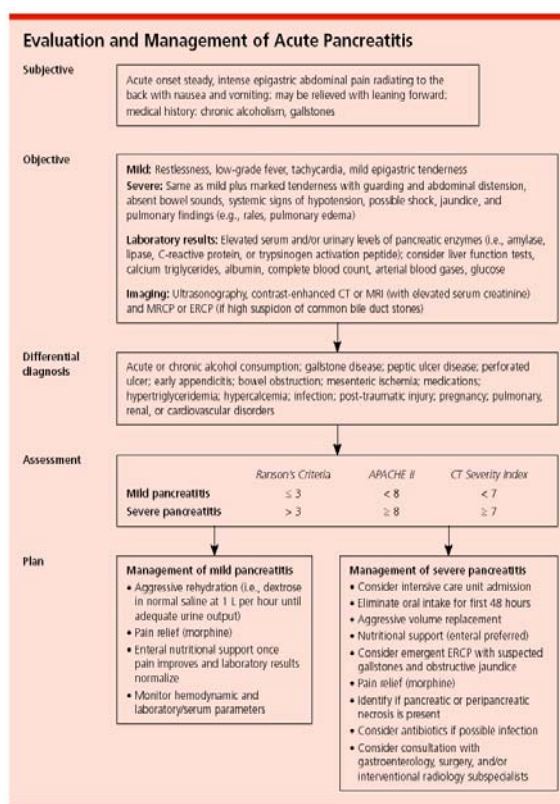 Evaluation and Management of Acute Pancreatitis
Subjective
Acute onset steady, intense epigastric abdominal pain radiating to the
back with nausea and vomiting; may be relieved with leaning forward;
medical history: chronic alcoholism, gallstones
Objective
Mild: Restlessness, low-grade fever, tachycardia, mild epigastric tenderness
Severe: Same as mild plus marked tenderness with guarding and abdominal distension,
absent bowel sounds, systemic signs of hypotension, possible shock, jaundice, and
pulmonary findings (e.g., rales, pulmonary edema)
Laboratory results: Elevated serum and/or urinary levels of pancreatic enzymes (i.e., amylase,
lipase, C-reactive protein, or trypsinogen activation peptide); consider liver function tests,
calcium triglycerides, albumin, complete blood count, arterial blood gases, glucose
Imaging: Ultrasonography, contrast-enhanced CT or MRI (with elevated serum creatinine)
and MRCP or ERCP (if high suspicion of common bile duct stones)
Differential
diagnosis
Acute or chronic alcohol consumption; gallstone disease; peptic ulcer disease; perforated
ulcer; early appendicitis; bowel obstruction; mesenteric ischemia; medications;
hypertriglyceridemia; hypercalcemia; infection; post-traumatic injury; pregnancy; pulmonary,
renal, or cardiovascular disorders
Assessment
Ranson's Criteria APACHE II CT Severity Index
Mild pancreatitis ≤ 3 < 8 < 7
Severe pancreatitis > 3 ≥ 8 ≥ 7
Plan
Management of mild pancreatitis
• Aggressive rehydration (i.e., dextrose
in normal saline at 1 L per hour until
adequate urine output)
• Pain relief (morphine)
• Enteral nutritional support once
pain improves and laboratory results
normalize
• Monitor hemodynamic and
laboratory/serum parameters
Management of severe pancreatitis
• Consider intensive care unit admission
• Eliminate oral intake for first 48 hours
• Aggressive volume replacement
• Nutritional support (enteral preferred)
• Consider emergent ERCP with suspected
gallstones and obstructive jaundice
• Pain relief (morphine)
• Identify if pancreatic or peripancreatic
necrosis is present
• Consider antibiotics if possible infection
• Consider consultation with
gastroenterology, surgery, and/or
interventional radiology subspecialists